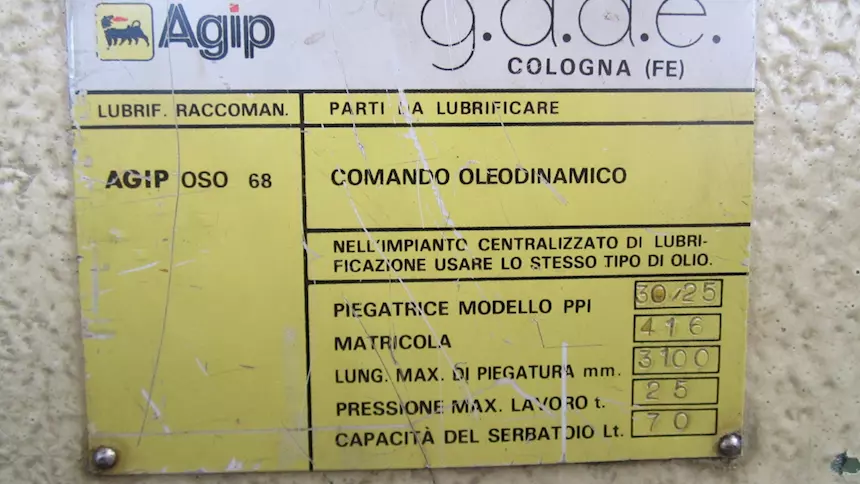 Agip
g.a.d.e.
COLOGNA (FE)
LUBRIF. RACCOMAN.
PARTI DA LUBRIFICARE
AGIP OSO 68
COMANDO OLEODINAMICO
NELL'IMPIANTO CENTRALIZZATO DI LUBRI-
FICAZIONE USARE LO STESSO TIPO DI OLIO.
PIEGATRICE MODELLO PPI 30/25
MATRICOLA 416
LUNG. MAX. DI PIEGATURA mm. 3100
PRESSIONE MAX. LAVORO t. 25
CAPACITÀ DEL SERBATOIO Lt. 70